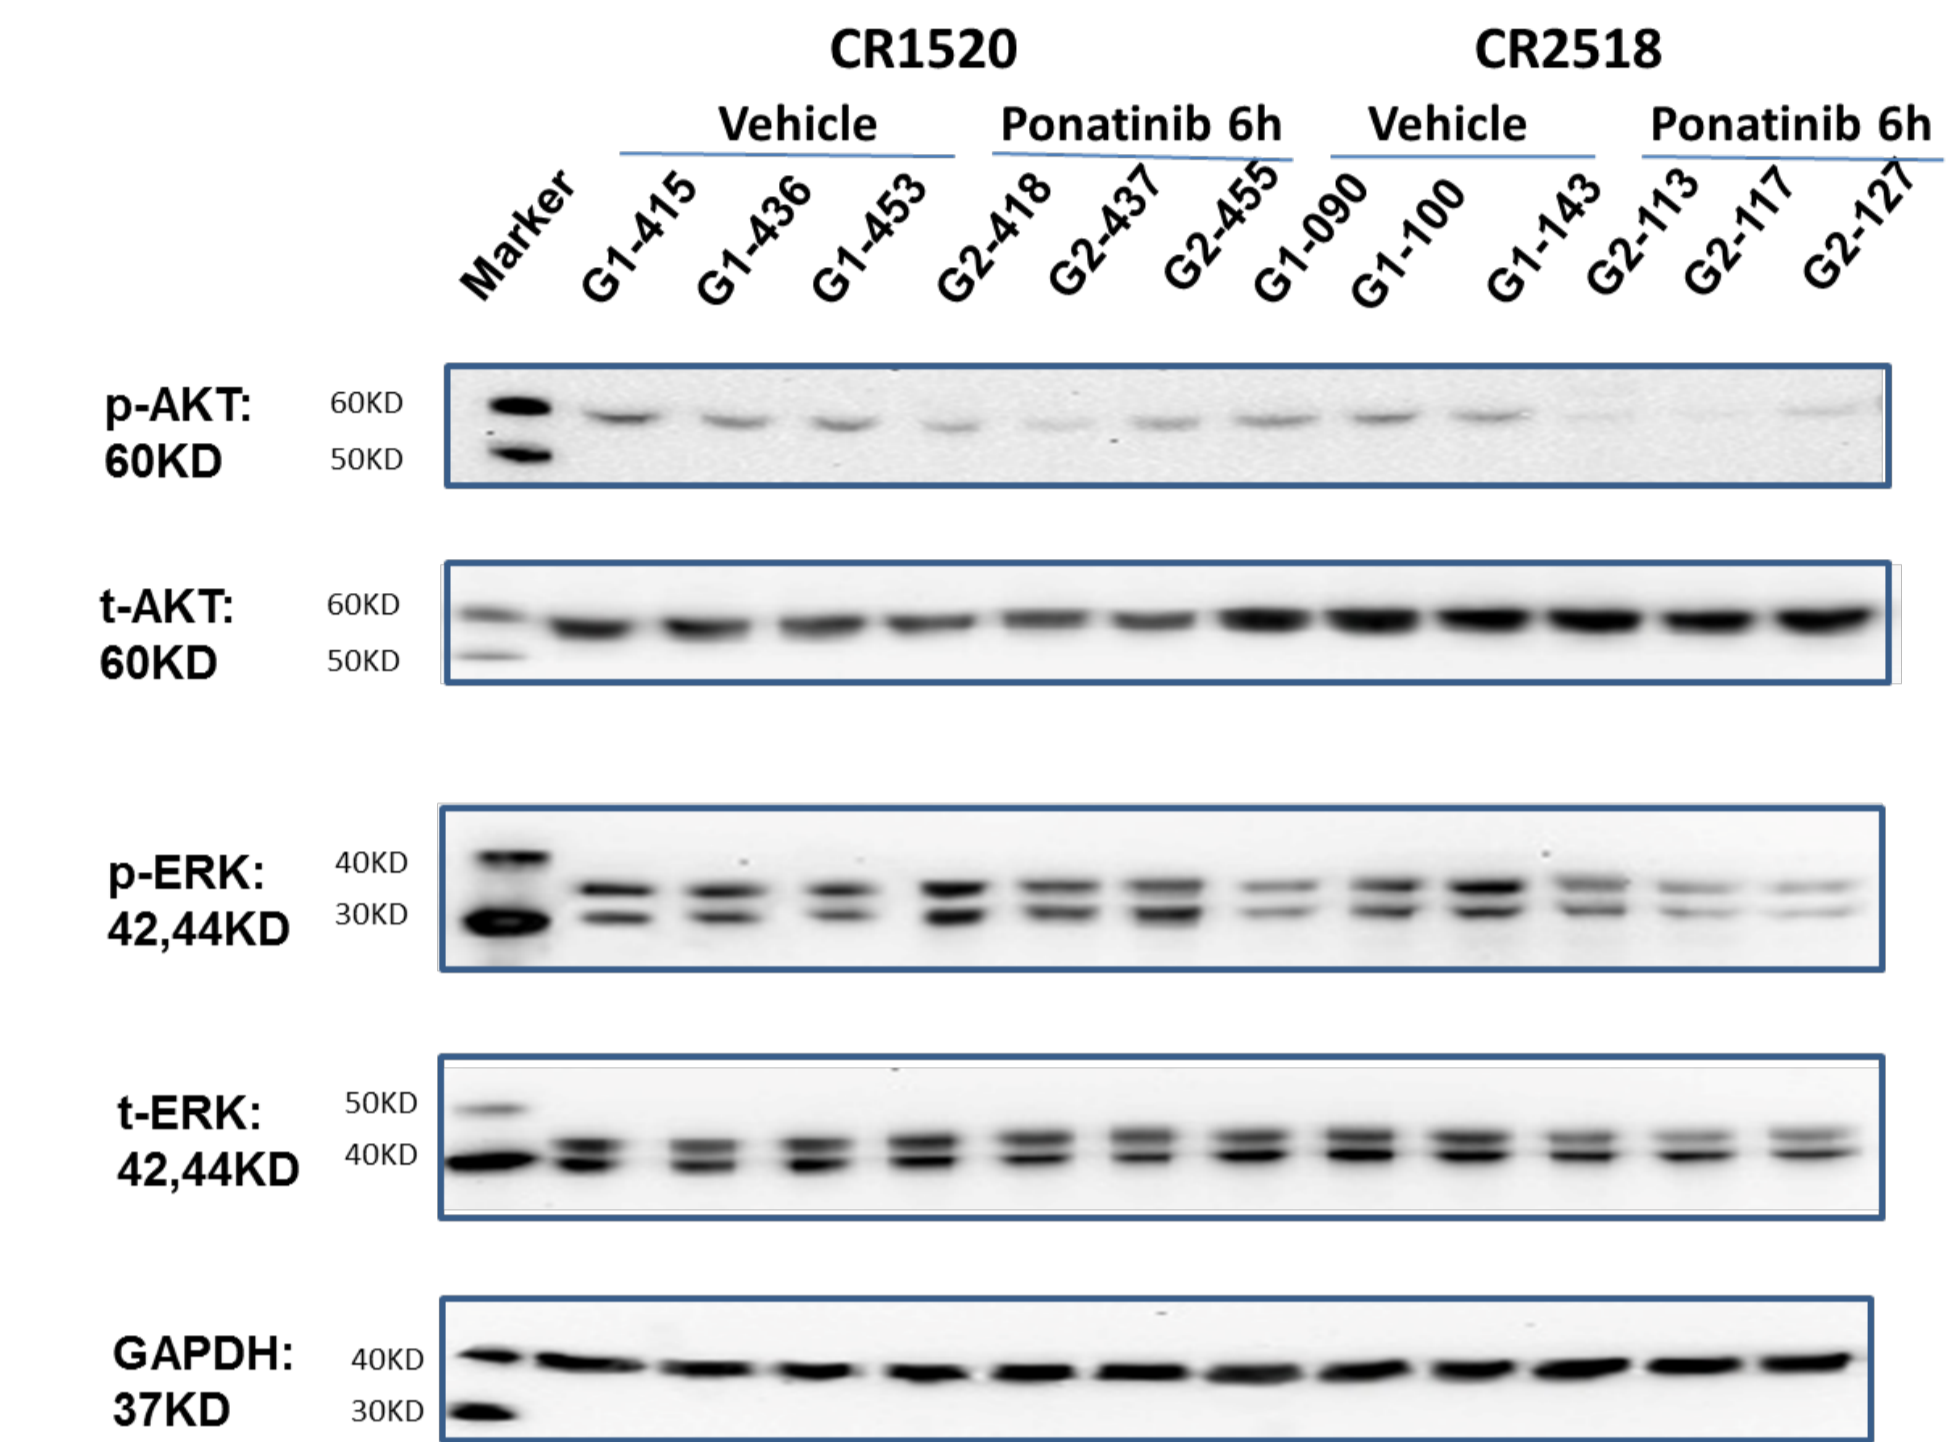 CR1520 CR2518
Vehicle Ponatinib 6h Vehicle Ponatinib 6h
Marker G1-415 G1-436 G1-453 G2-418 G2-437 G2-455 G1-090 G1-100 G1-143 G2-113 G2-117 G2-127
p-AKT: 60KD
60KD 50KD
t-AKT: 60KD
60KD 50KD
p-ERK: 40KD
42,44KD 30KD
t-ERK: 50KD
42,44KD 40KD
GAPDH: 40KD
37KD 30KD